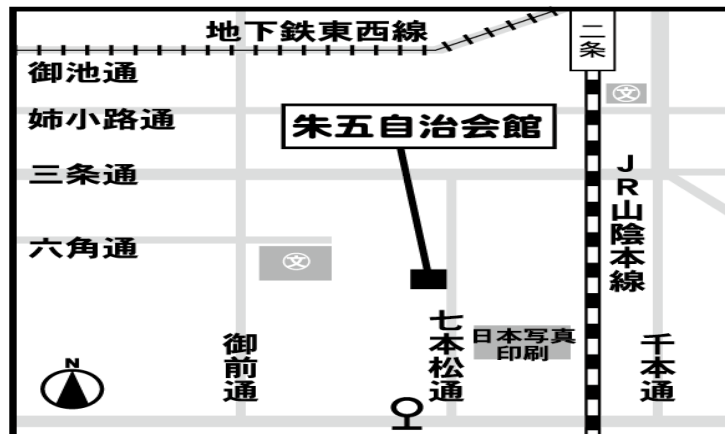 地下鉄東西線
二条
御池通
文
姉小路通
朱五自治会館
三条通
JR山陰本線
六角通
文
七本松通
日本写真
印刷
御前通
千本通
N